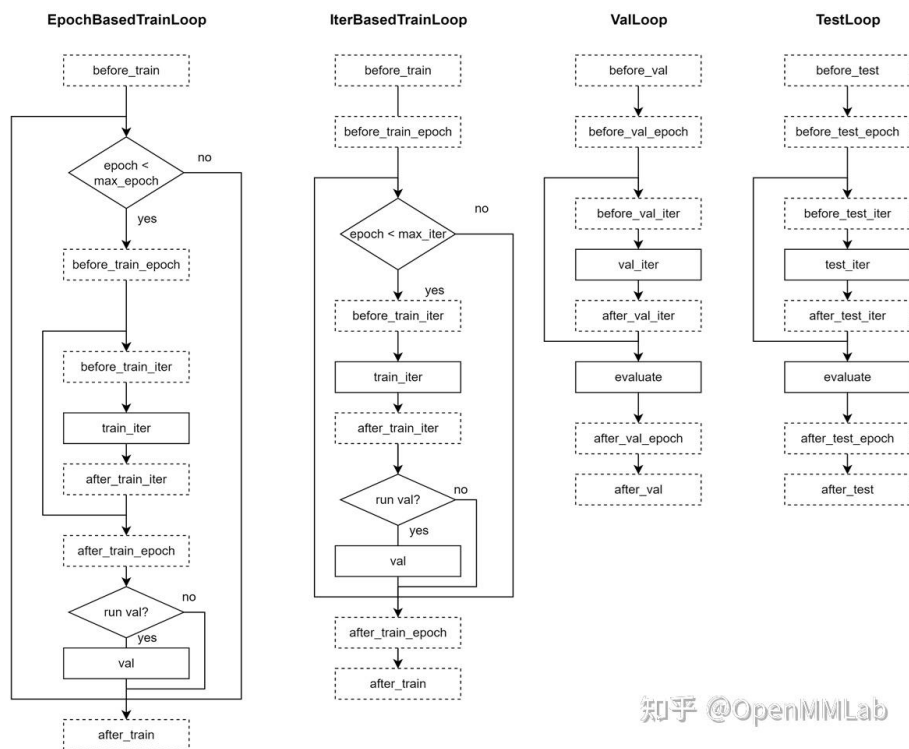 EpochBasedTrainLoop
before_train
epoch <
max_epoch
no
yes
before_train_epoch
before_train_iter
train_iter
after_train_iter
after_train_epoch
run val?
no
yes
val
after_train
IterBasedTrainLoop
before_train
before_train_epoch
epoch < max_iter
no
yes
before_train_iter
train_iter
after_train_iter
run val?
no
yes
val
after_train_epoch
after_train
ValLoop
before_val
before_val_epoch
before_val_iter
val_iter
after_val_iter
evaluate
after_val_epoch
after_val
TestLoop
before_test
before_test_epoch
before_test_iter
test_iter
after_test_iter
evaluate
after_test_epoch
after_test
知乎 @OpenMMLab